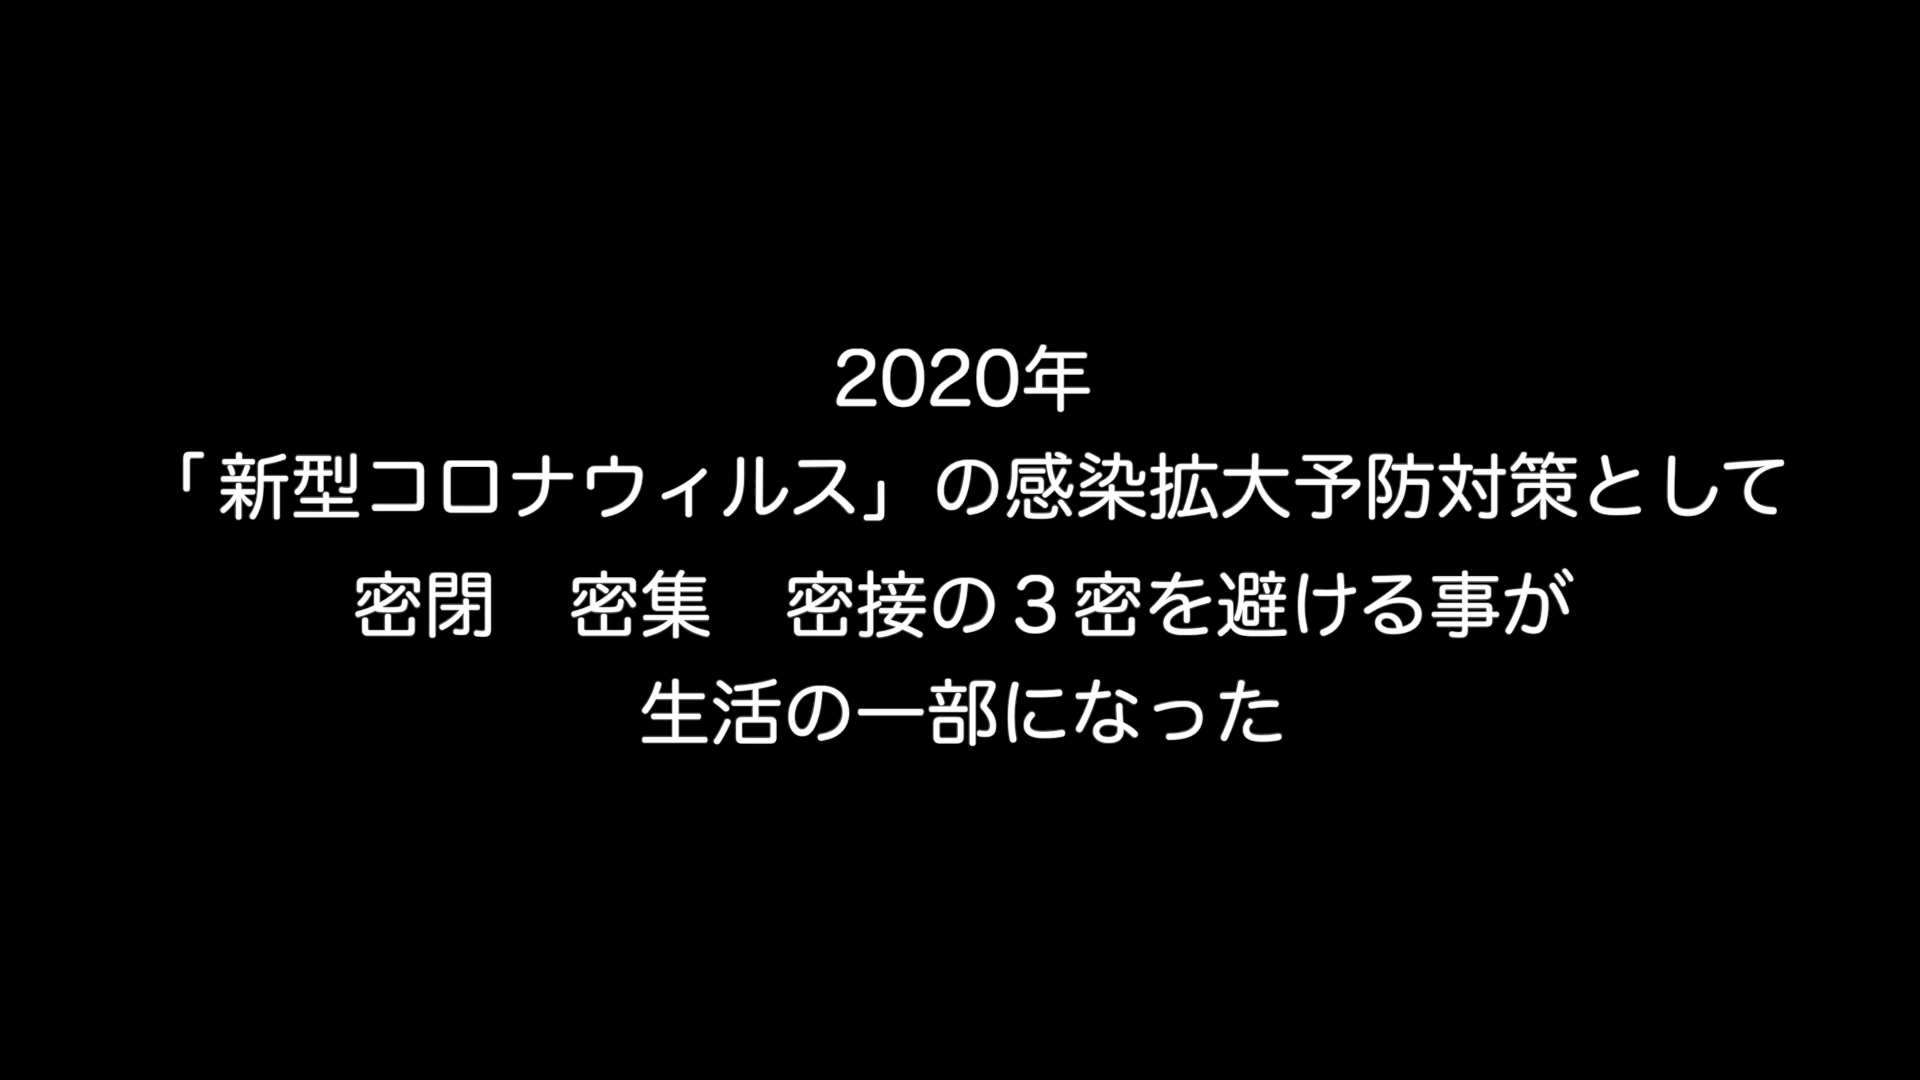 2020年
「新型コロナウィルス」の感染拡大予防対策として
密閉　密集　密接の３密を避ける事が
生活の一部になった